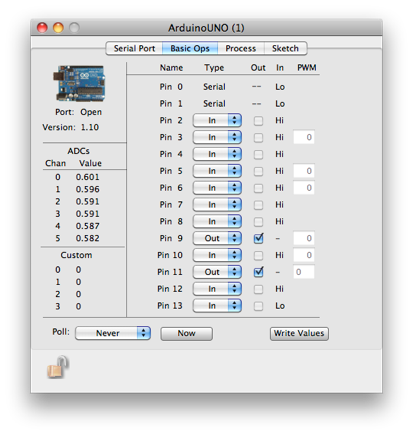 ArduinoUNO (1)
Serial Port Basic Ops Process Sketch
Port: Open
Version: 1.10
ADCs
Chan Value
0 0.601
1 0.596
2 0.591
3 0.591
4 0.587
5 0.582
Custom
0 0
1 0
2 0
3 0
Name Type Out In PWM
Pin 0 Serial -- Lo
Pin 1 Serial -- Lo
Pin 2 In Hi
Pin 3 In Hi 0
Pin 4 In Hi
Pin 5 In Hi 0
Pin 6 In Hi 0
Pin 7 In Hi
Pin 8 In Hi
Pin 9 Out – 0
Pin 10 In Hi 0
Pin 11 Out – 0
Pin 12 In Hi
Pin 13 In Lo
Poll: Never Now Write Values